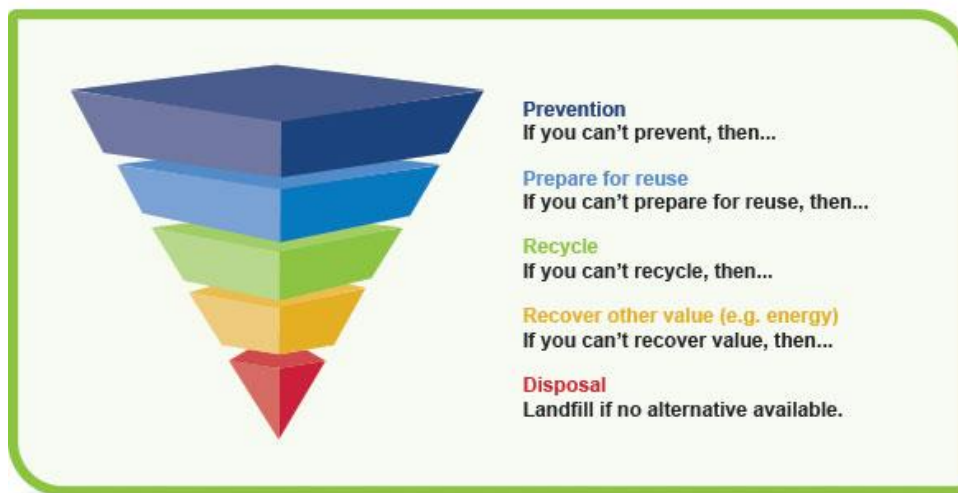 Prevention
If you can’t prevent, then...
Prepare for reuse
If you can’t prepare for reuse, then...
Recycle
If you can’t recycle, then...
Recover other value (e.g. energy)
If you can’t recover value, then...
Disposal
Landfill if no alternative available.